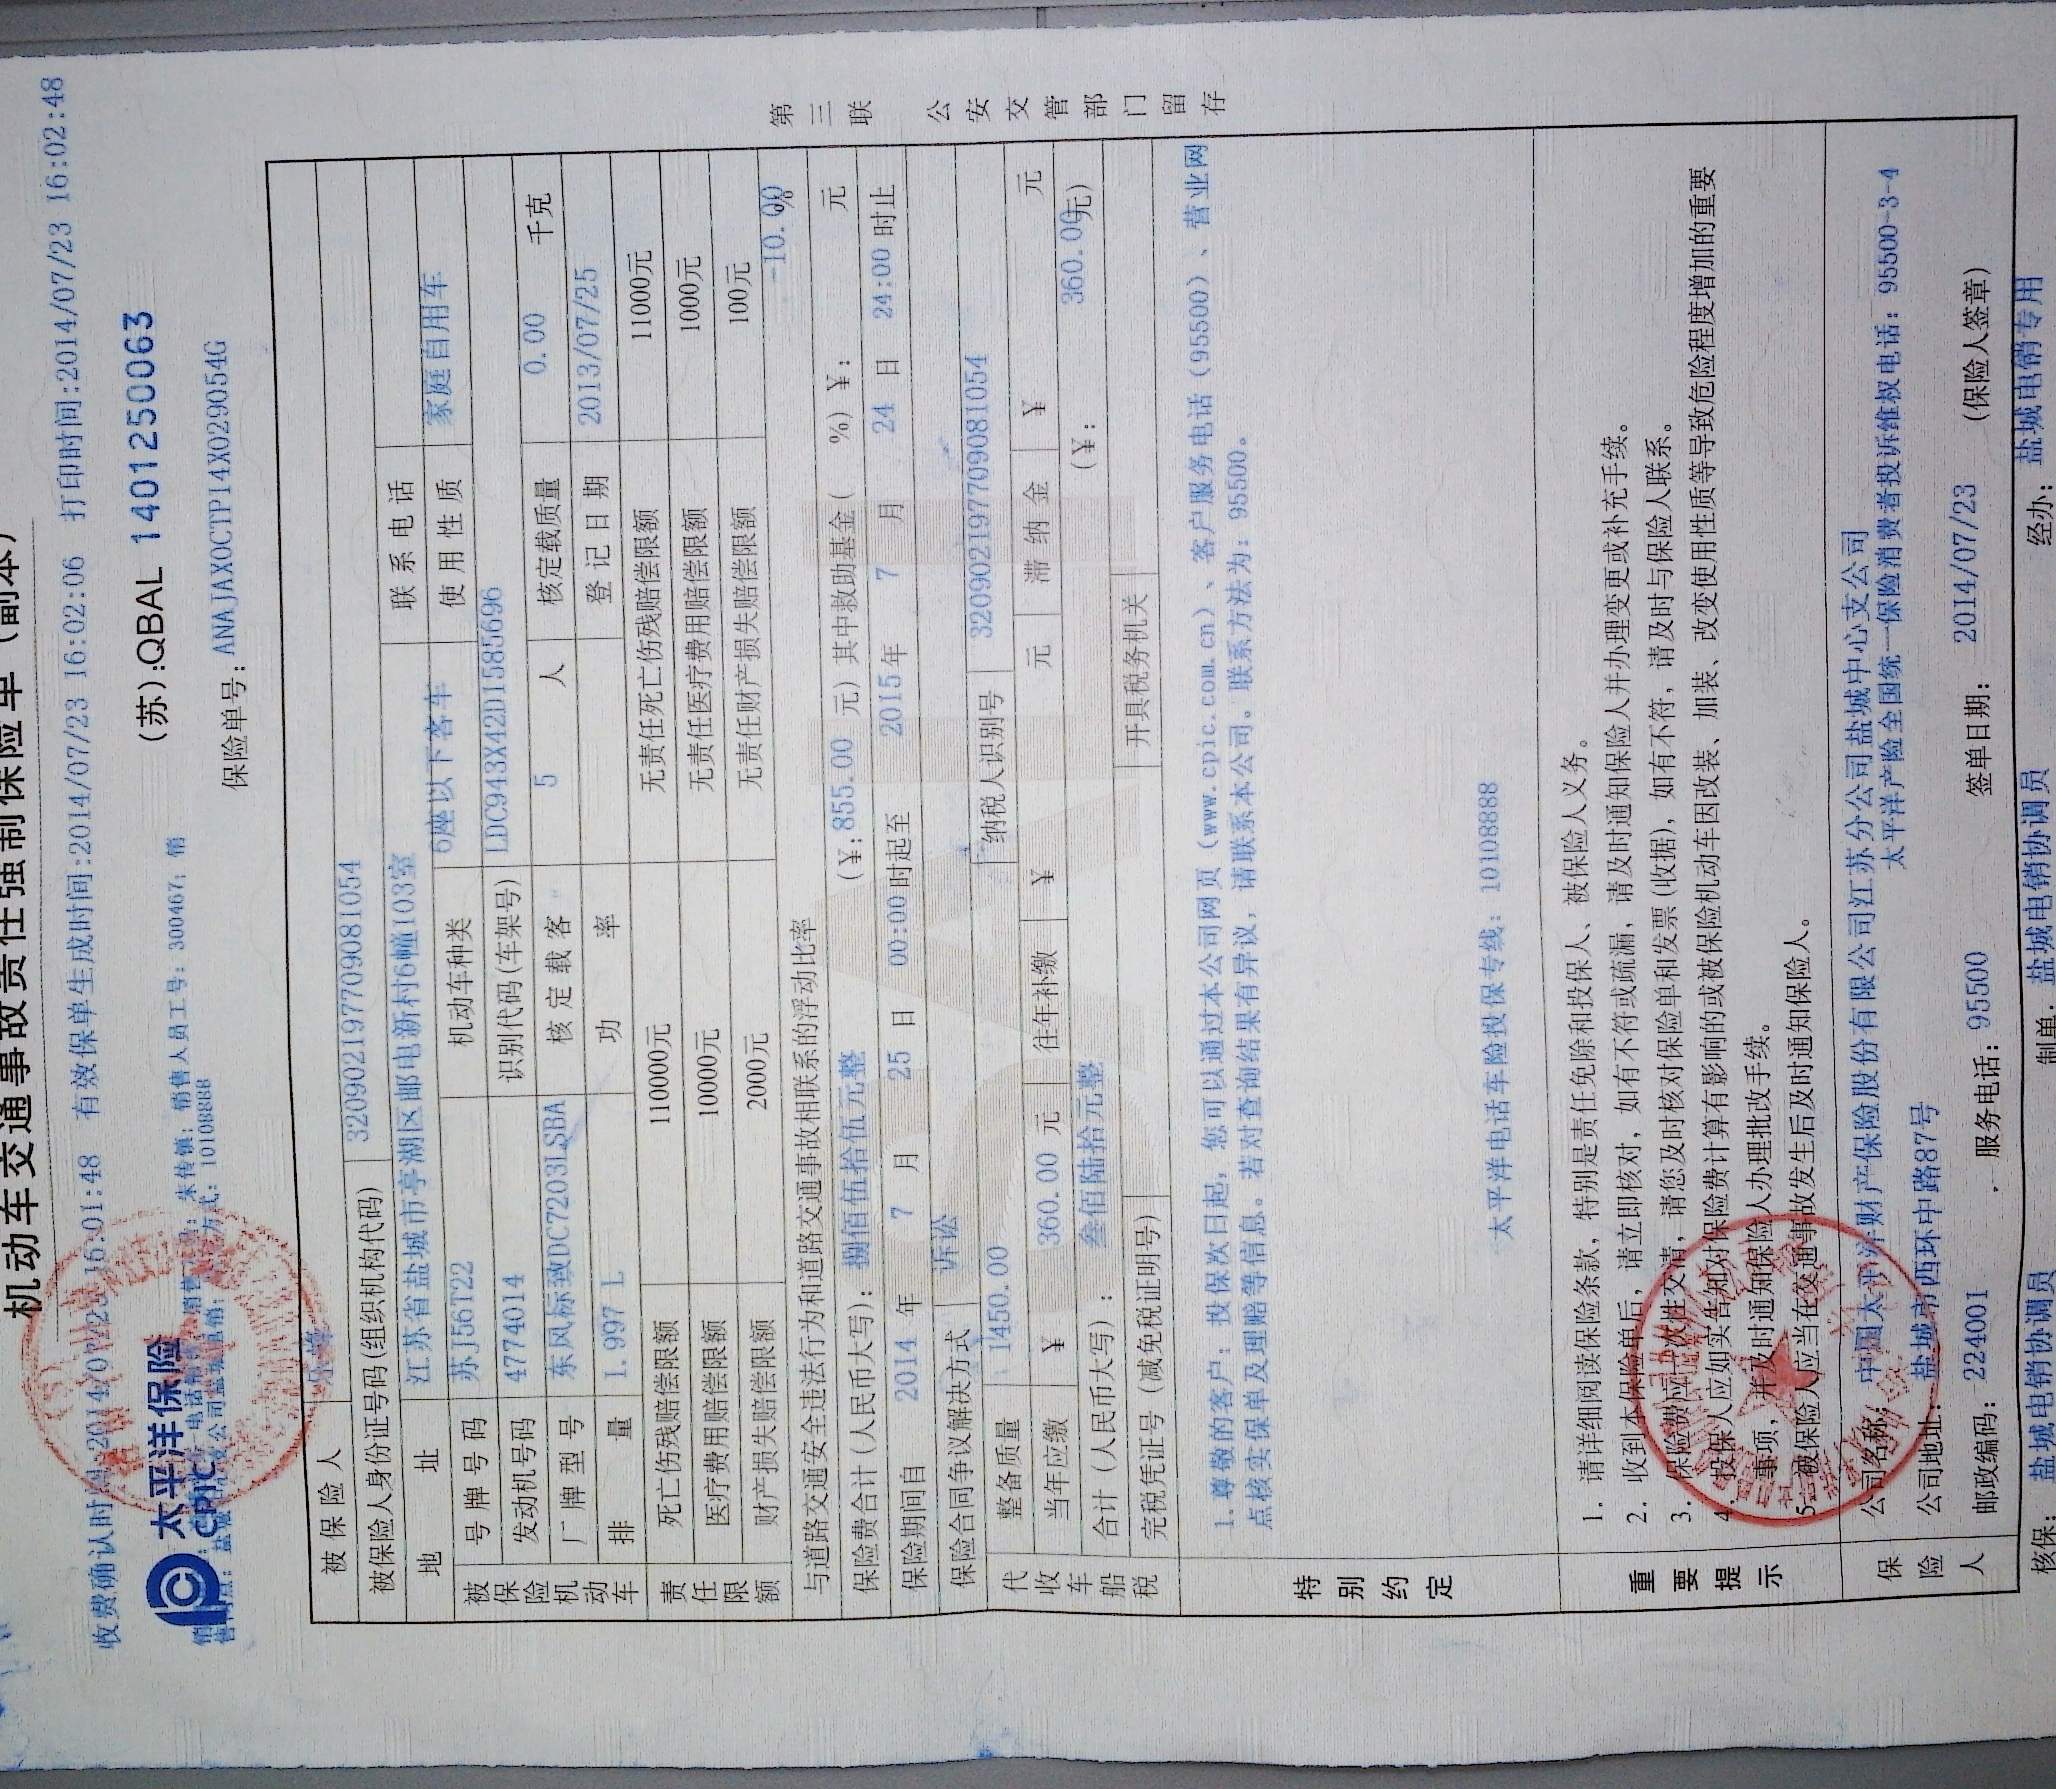 机动车交通事故责任强制保险单（副本）
收费确认时间:2014/07/23 16:01:48 有效保单生成时间:2014/07/23 16:02:06 打印时间:2014/07/23 16:02:48
太平洋保险
CPIC
(苏):QBAL 1401250063
销售人员员工号: 300467; 销
方式: 10108888
保险单号: ANAJAX0CTP14X029054G
第三联 公安交管部门留存
被保险人
被保险人身份证号码(组织机构代码) 320902197709081054
地址 江苏省盐城市亭湖区邮电新村6幢103室 联系电话
被保险机动车
号牌号码 苏J56T22 机动车种类 6座以下客车 使用性质 家庭自用车
发动机号码 4774014 识别代码(车架号) LDC943X42D1585696
厂牌型号 东风标致DC7203LSBA 核定载客 5 人 核定载质量 0.00 千克
排量 1.997 L 功率 登记日期 2013/07/25
责任限额
死亡伤残赔偿限额 110000元 无责任死亡伤残赔偿限额 11000元
医疗费用赔偿限额 10000元 无责任医疗费用赔偿限额 1000元
财产损失赔偿限额 2000元 无责任财产损失赔偿限额 100元
与道路交通安全违法行为和道路交通事故相联系的浮动比率 -10.00 %
保险费合计（人民币大写）: 捌佰伍拾伍元整 (¥: 855.00 元) 其中救助基金( %) ¥: 元
保险期间自 2014 年 7 月 25 日 00:00 时起至 2015 年 7 月 24 日 24:00 时止
保险合同争议解决方式 诉讼
代收车船税
整备质量 1450.00 纳税人识别号 320902197709081054
当年应缴 ¥ 360.00 元 往年补缴 ¥ 元 滞纳金 ¥ 元
合计（人民币大写）: 叁佰陆拾元整 (¥: 360.00元)
完税凭证号（减免税证明号） 开具税务机关
特别约定
1.尊敬的客户: 投保次日起, 您可以通过本公司网页（www.cpic.com.cn）、客户服务电话（95500）、营业网
点核实保单及理赔等信息。若对查询结果有异议, 请联系本公司。联系方法为: 95500。
太平洋电话车险投保专线: 10108888
重要提示
1. 请详细阅读保险条款, 特别是责任免除和投保人、被保险人义务。
2. 收到本保险单后, 请立即核对, 如有不符或疏漏, 请及时通知保险人并办理变更或补充手续。
3. 保险费应一次性交清, 请您及时核对保险单和发票(收据), 如有不符, 请及时与保险人联系。
4. 投保人应如实告知对保险费计算有影响的或被保险机动车因改装、加装、改变使用性质等导致危险程度增加的重要
事项, 并及时通知保险人办理批改手续。
5. 被保险人应当在交通事故发生后及时通知保险人。
保险人
公司名称: 中国太平洋财产保险股份有限公司江苏分公司盐城中心支公司
公司地址: 盐城市西环中路87号 太平洋产险全国统一保险消费者投诉维权电话: 95500-3-4
邮政编码: 224001 服务电话: 95500 签单日期: 2014/07/23 (保险人签章)
核保: 盐城电销协调员 制单: 盐城电销协调员 经办: 盐城电销专用